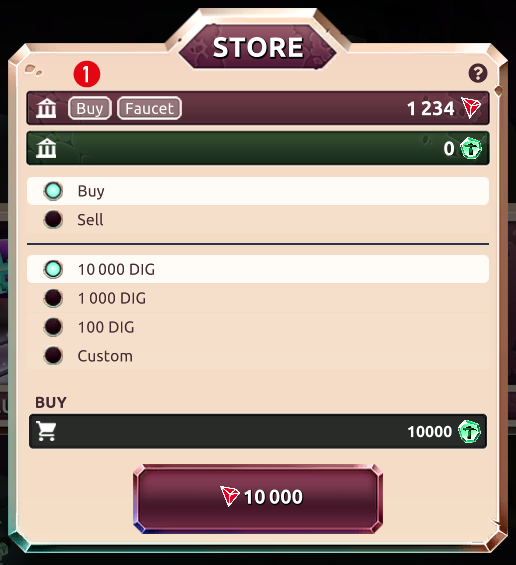 STORE
1
?
Buy Faucet 1 234
0
Buy
Sell
10 000 DIG
1 000 DIG
100 DIG
Custom
BUY
10000
10 000